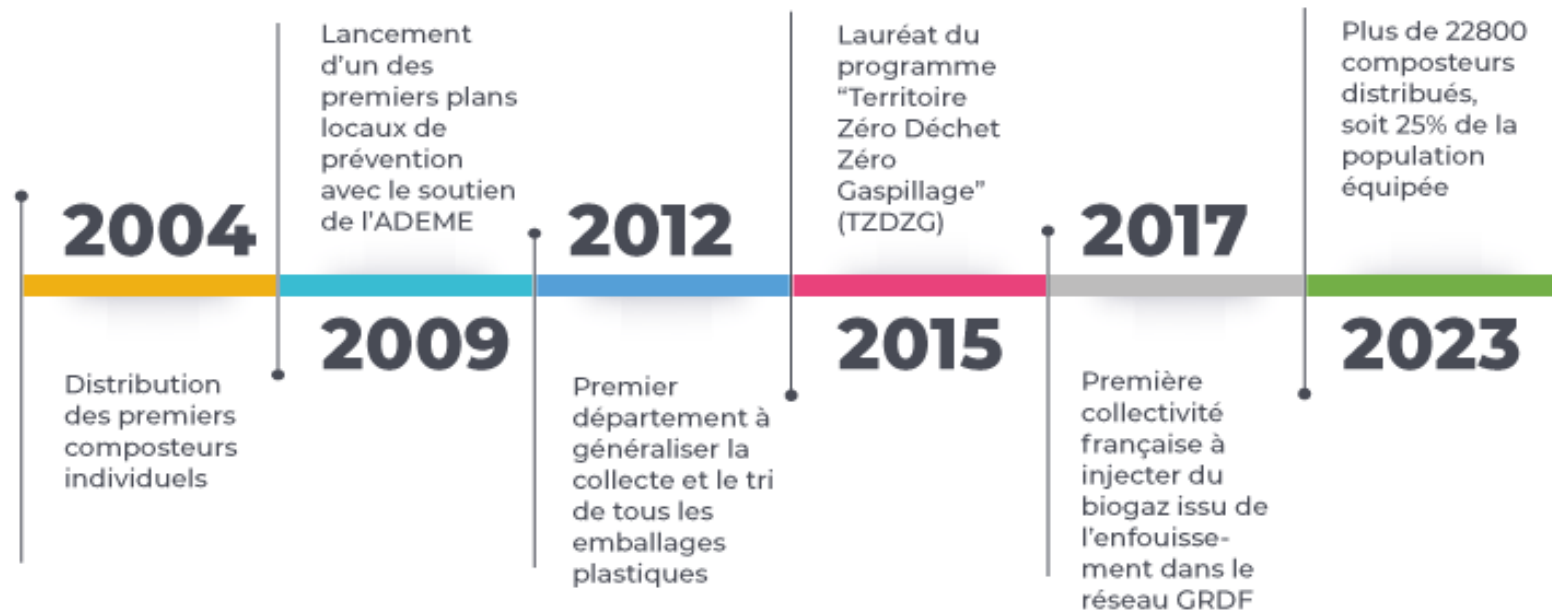 2004
Distribution
des premiers
composteurs
individuels
Lancement
d'un des
premiers plans
locaux de
prévention
avec le soutien
de l'ADEME
2009
2012
Premier
département à
généraliser la
collecte et le tri
de tous les
emballages
plastiques
Lauréat du
programme
“Territoire
Zéro Déchet
Zéro
Gaspillage”
(TZDZG)
2015
2017
Première
collectivité
française à
injecter du
biogaz issu de
l'enfouisse-
ment dans le
réseau GRDF
Plus de 22800
composteurs
distribués,
soit 25% de la
population
équipée
2023